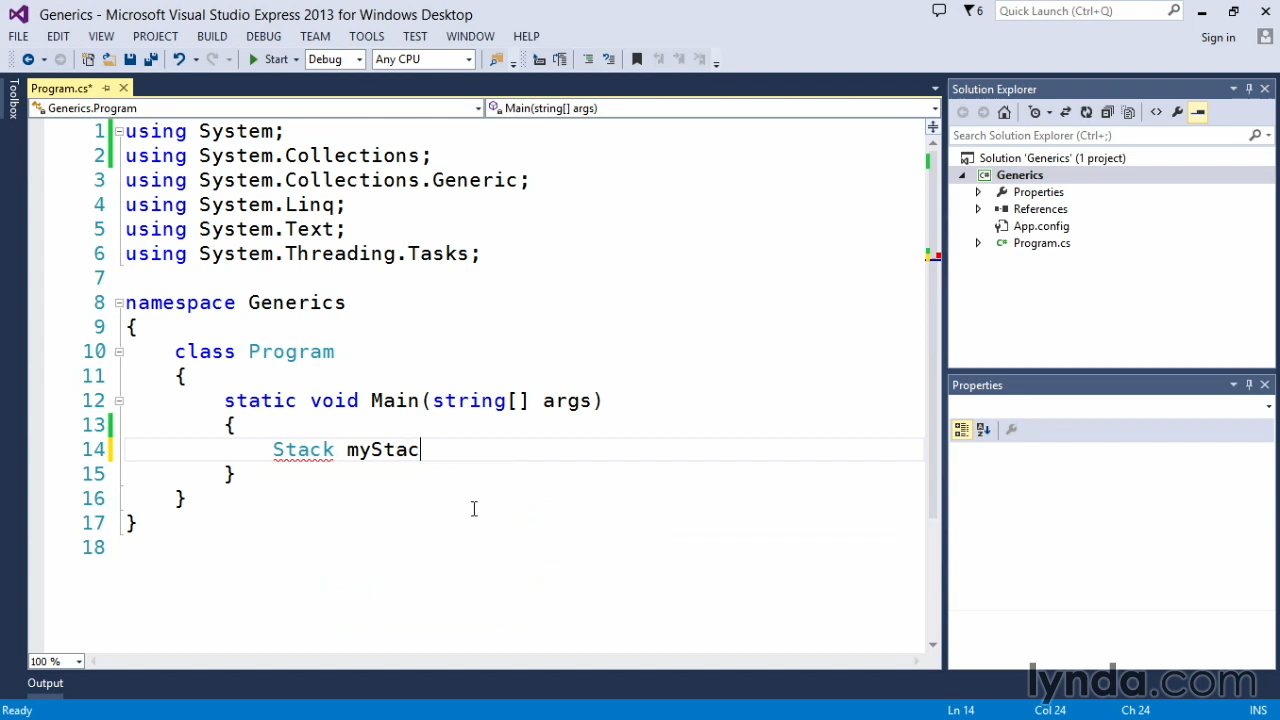 Generics - Microsoft Visual Studio Express 2013 for Windows Desktop
6
Quick Launch (Ctrl+Q)
FILE EDIT VIEW PROJECT BUILD DEBUG TEAM TOOLS TEST WINDOW HELP
Sign in
Start Debug Any CPU
Toolbox
Program.cs*
Generics.Program Main(string[] args)
1 using System;
2 using System.Collections;
3 using System.Collections.Generic;
4 using System.Linq;
5 using System.Text;
6 using System.Threading.Tasks;
7
8 namespace Generics
9 {
10 class Program
11 {
12 static void Main(string[] args)
13 {
14 Stack myStac
15 }
16 }
17 }
18
100 %
Output
Solution Explorer
Search Solution Explorer (Ctrl+;)
Solution 'Generics' (1 project)
C# Generics
Properties
References
App.config
C# Program.cs
Properties
lynda.com
Ready Ln 14 Col 24 Ch 24 INS